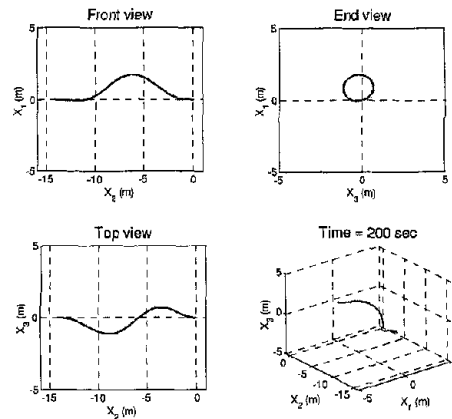 Front view
5
0
-5
-15
-10
-5
0
X₁ (m)
X₂ (m)
End view
5
0
-5
-5
0
5
X₁ (m)
X₃ (m)
Top view
5
0
-5
-15
-10
-5
0
X₃ (m)
X₂ (m)
Time = 200 sec
5
0
-5
0
-5
-10
-15
-5
0
5
X₃ (m)
X₂ (m)
X₁ (m)